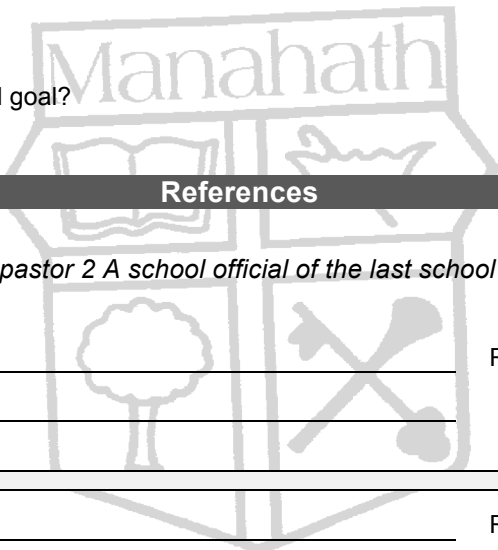 Manahath
goal?
References
pastor 2 A school official of the last school